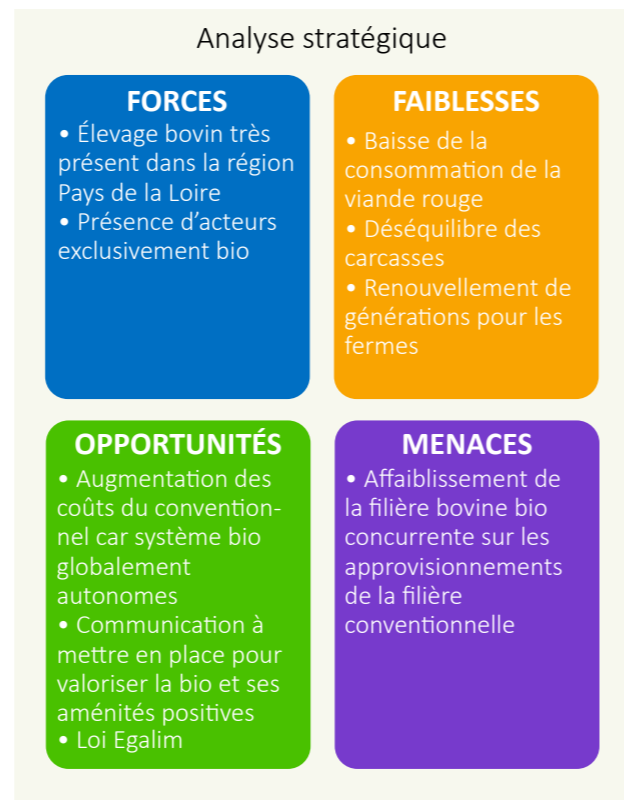 Analyse stratégique
FORCES
• Élevage bovin très
présent dans la région
Pays de la Loire
• Présence d’acteurs
exclusivement bio
FAIBLESSES
• Baisse de la
consommation de la
viande rouge
• Déséquilibre des
carcasses
• Renouvellement de
générations pour les
fermes
OPPORTUNITÉS
• Augmentation des
coûts du convention-
nel car système bio
globalement
autonomes
• Communication à
mettre en place pour
valoriser la bio et ses
aménités positives
• Loi Egalim
MENACES
• Affaiblissement de
la filière bovine bio
concurrente sur les
approvisionnements
de la filière
conventionnelle